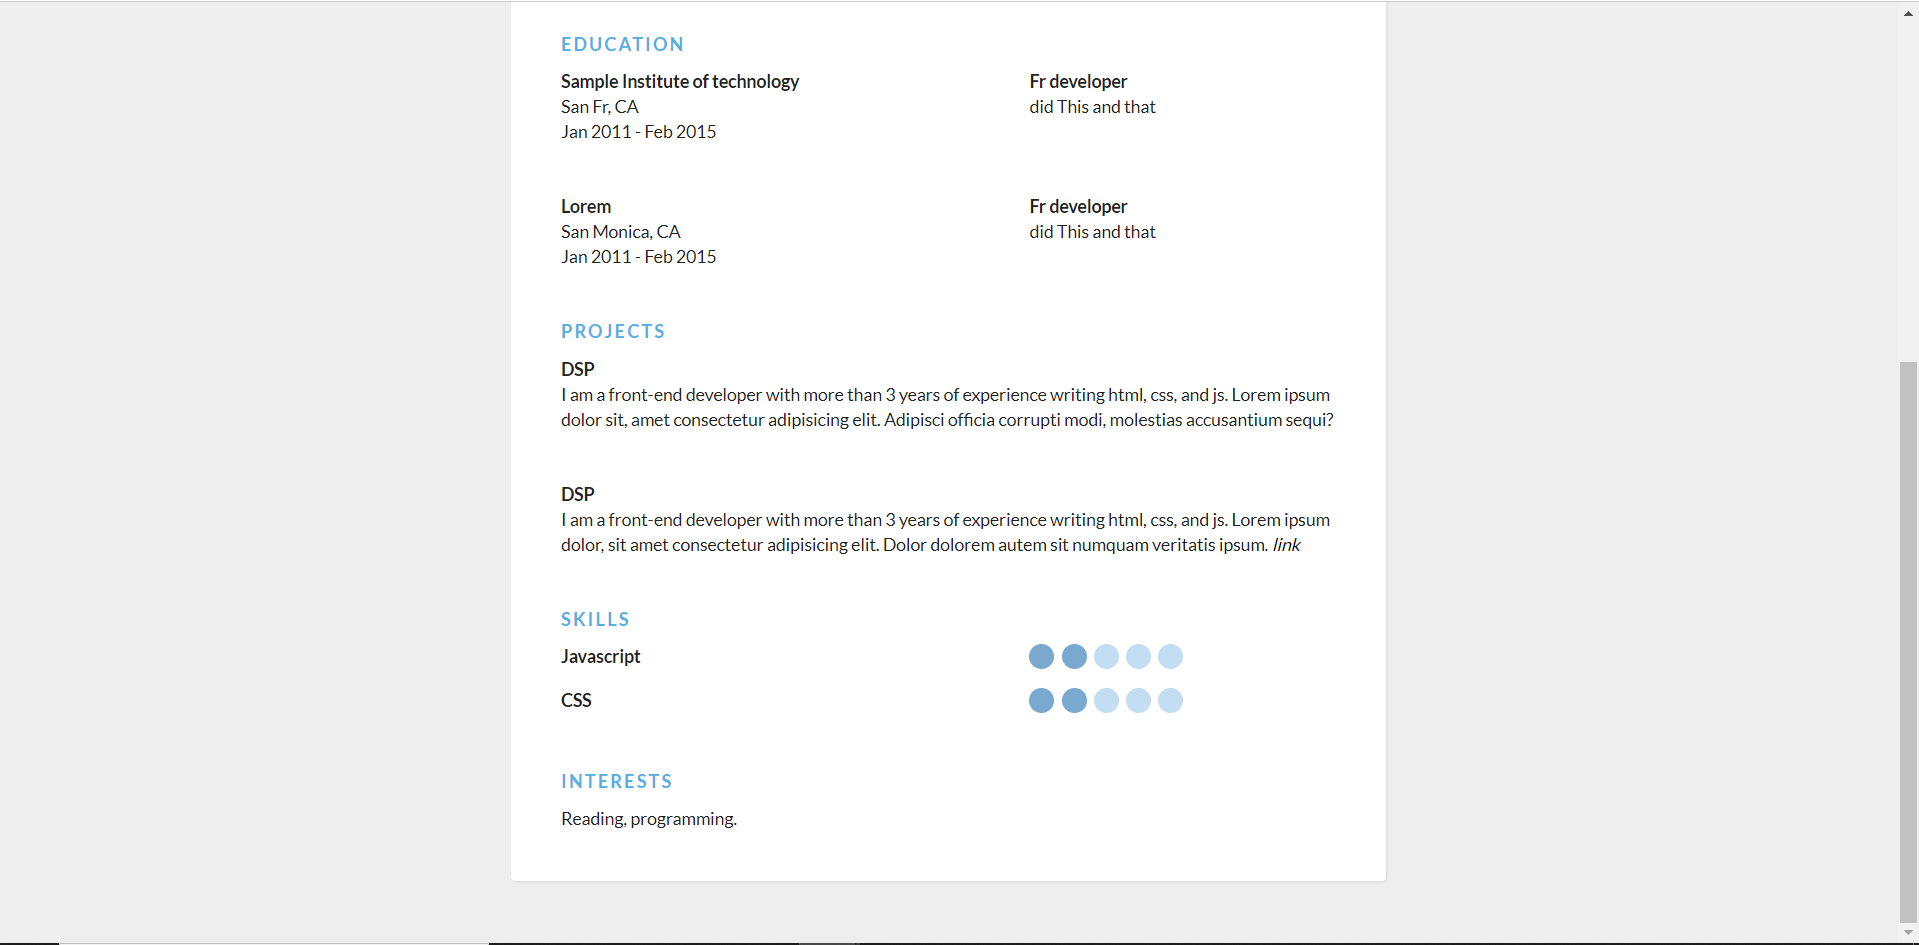 EDUCATION
Sample Institute of technology
Fr developer
San Fr, CA
did This and that
Jan 2011 - Feb 2015
Lorem
Fr developer
San Monica, CA
did This and that
Jan 2011 - Feb 2015
PROJECTS
DSP
I am a front-end developer with more than 3 years of experience writing html, css, and js. Lorem ipsum
dolor sit, amet consectetur adipisicing elit. Adipisci officia corrupti modi, molestias accusantium sequi?
DSP
I am a front-end developer with more than 3 years of experience writing html, css, and js. Lorem ipsum
dolor, sit amet consectetur adipisicing elit. Dolor dolorem autem sit numquam veritatis ipsum. link
SKILLS
Javascript
CSS
INTERESTS
Reading, programming.